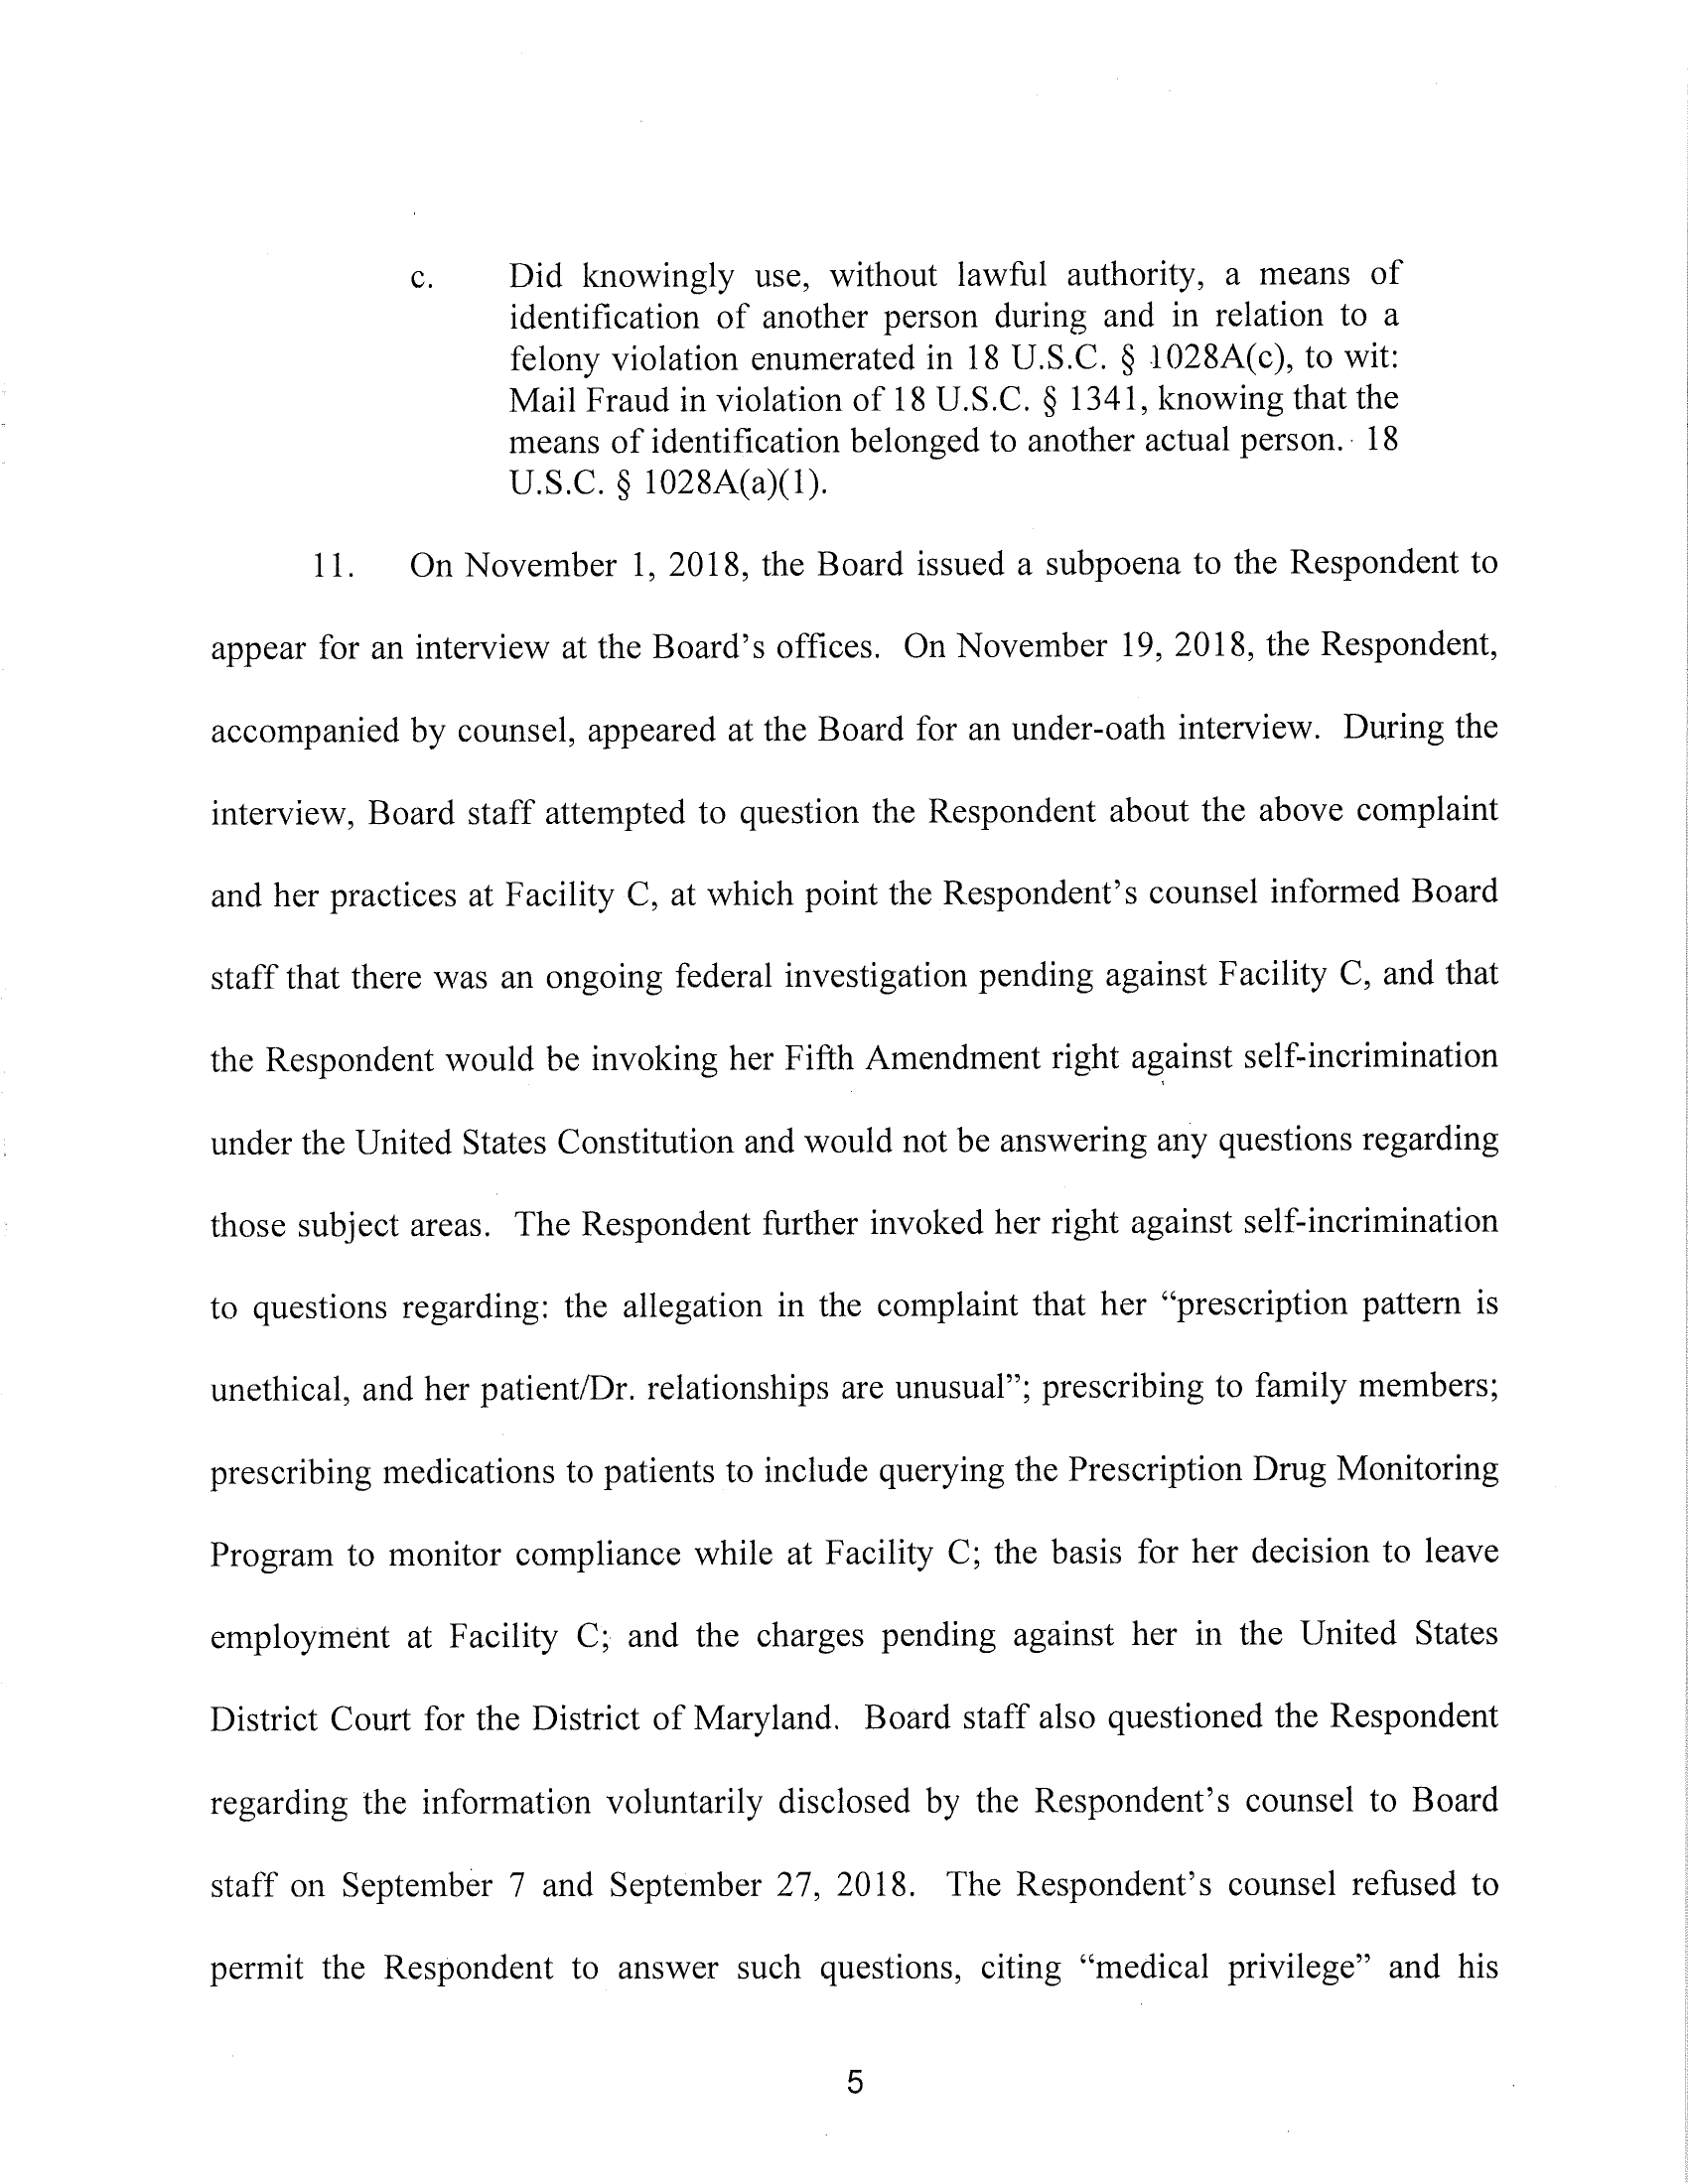 c. Did knowingly use, without lawful authority, a means of
identification of another person during and in relation to a
felony violation enumerated in 18 U.S.C. § 1028A(c), to wit:
Mail Fraud in violation of 18 U.S.C. § 1341, knowing that the
means of identification belonged to another actual person. 18
U.S.C. § 1028A(a)(1).
11. On November 1, 2018, the Board issued a subpoena to the Respondent to
appear for an interview at the Board's offices. On November 19, 2018, the Respondent,
accompanied by counsel, appeared at the Board for an under-oath interview. During the
interview, Board staff attempted to question the Respondent about the above complaint
and her practices at Facility C, at which point the Respondent's counsel informed Board
staff that there was an ongoing federal investigation pending against Facility C, and that
the Respondent would be invoking her Fifth Amendment right against self-incrimination
under the United States Constitution and would not be answering any questions regarding
those subject areas. The Respondent further invoked her right against self-incrimination
to questions regarding: the allegation in the complaint that her “prescription pattern is
unethical, and her patient/Dr. relationships are unusual”; prescribing to family members;
prescribing medications to patients to include querying the Prescription Drug Monitoring
Program to monitor compliance while at Facility C; the basis for her decision to leave
employment at Facility C; and the charges pending against her in the United States
District Court for the District of Maryland. Board staff also questioned the Respondent
regarding the information voluntarily disclosed by the Respondent's counsel to Board
staff on September 7 and September 27, 2018. The Respondent's counsel refused to
permit the Respondent to answer such questions, citing “medical privilege” and his
5